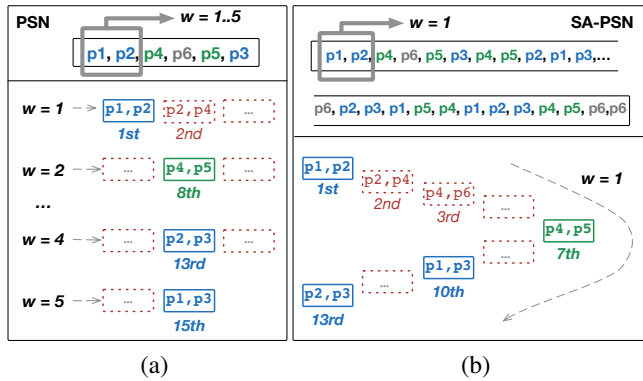 PSN
w = 1..5
p1, p2, p4, p6, p5, p3
w = 1
p1,p2
p2,p4
...
1st
2nd
w = 2
...
p4,p5
...
8th
...
w = 4
...
p2,p3
...
13rd
w = 5
...
p1,p3
15th
(a)
SA-PSN
w = 1
p1, p2, p4, p6, p5, p3, p4, p5, p2, p1, p3,...
p6, p2, p3, p1, p5, p4, p1, p2, p3, p4, p5, p6,p6
p1,p2
1st
p2,p4
2nd
p4,p6
3rd
...
w = 1
p4,p5
7th
...
p1,p3
10th
...
p2,p3
13rd
(b)